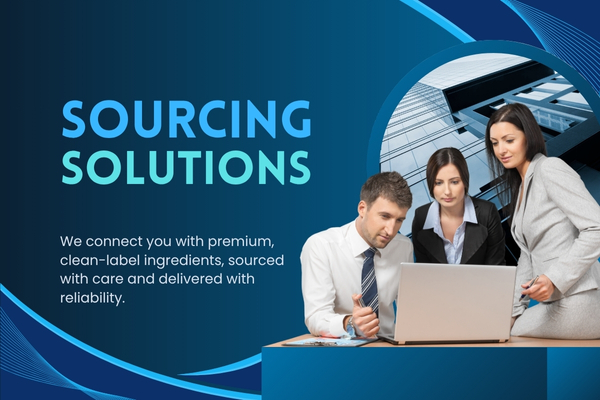 SOURCING
SOLUTIONS
We connect you with premium,
clean-label ingredients, sourced
with care and delivered with
reliability.